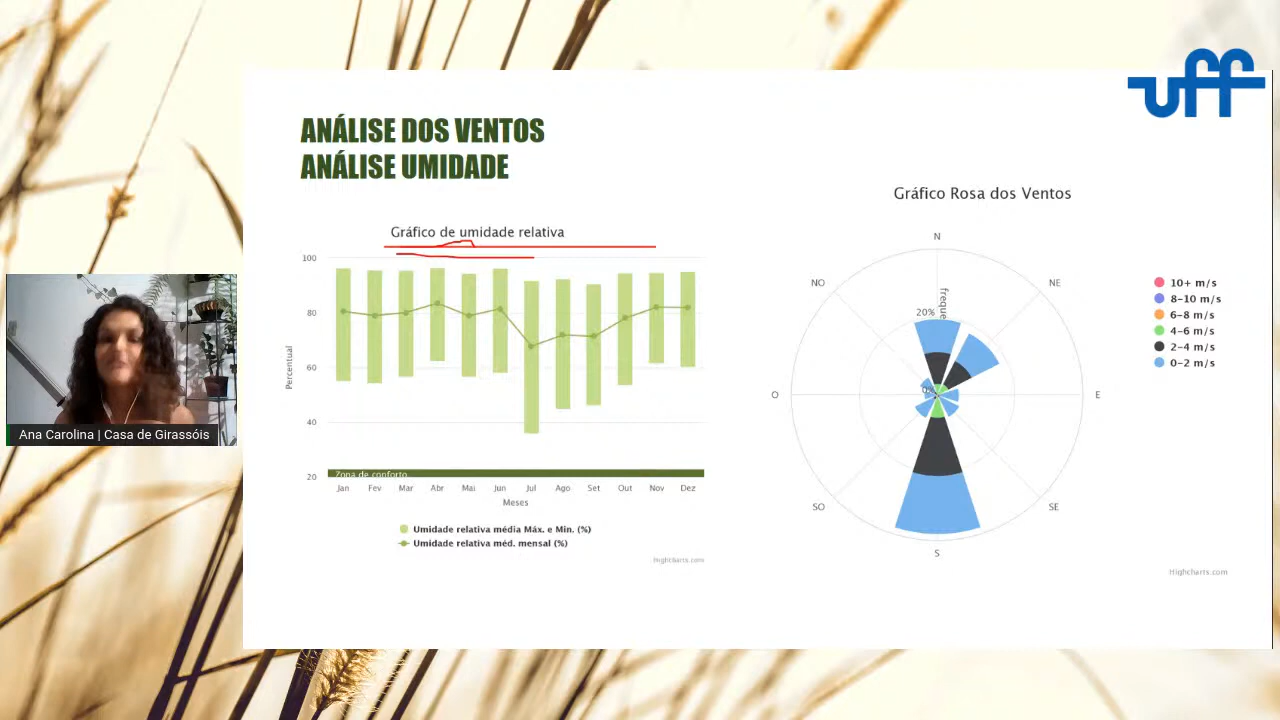 uff
ANÁLISE DOS VENTOS
ANÁLISE UMIDADE
Gráfico de umidade relativa
100
80
60
40
20
Percentual
Zona de conforto
Jan Fev Mar Abr Mai Jun Jul Ago Set Out Nov Dez
Meses
Umidade relativa média Máx. e Min. (%)
Umidade relativa méd. mensal (%)
Highcharts.com
Gráfico Rosa dos Ventos
N
NO
NE
freque
20%
0%
O
E
SO
SE
S
10+ m/s
8-10 m/s
6-8 m/s
4-6 m/s
2-4 m/s
0-2 m/s
Highcharts.com
Ana Carolina | Casa de Girassóis